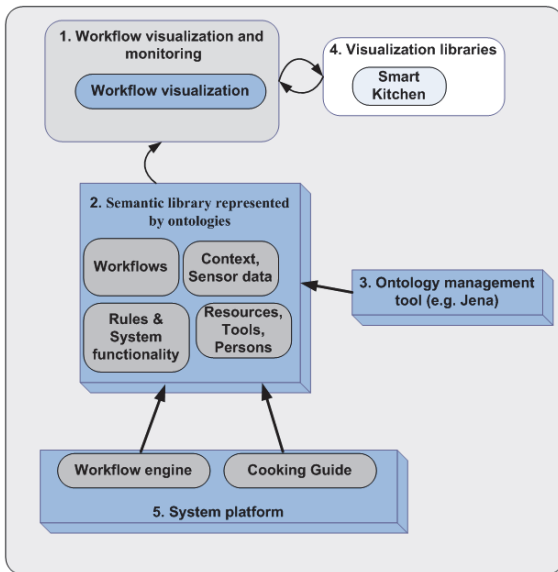 1. Workflow visualization and
monitoring
Workflow visualization
4. Visualization libraries
Smart
Kitchen
2. Semantic library represented
by ontologies
Workflows
Context,
Sensor data
Rules &
System
functionality
Resources,
Tools,
Persons
3. Ontology management
tool (e.g. Jena)
Workflow engine
Cooking Guide
5. System platform